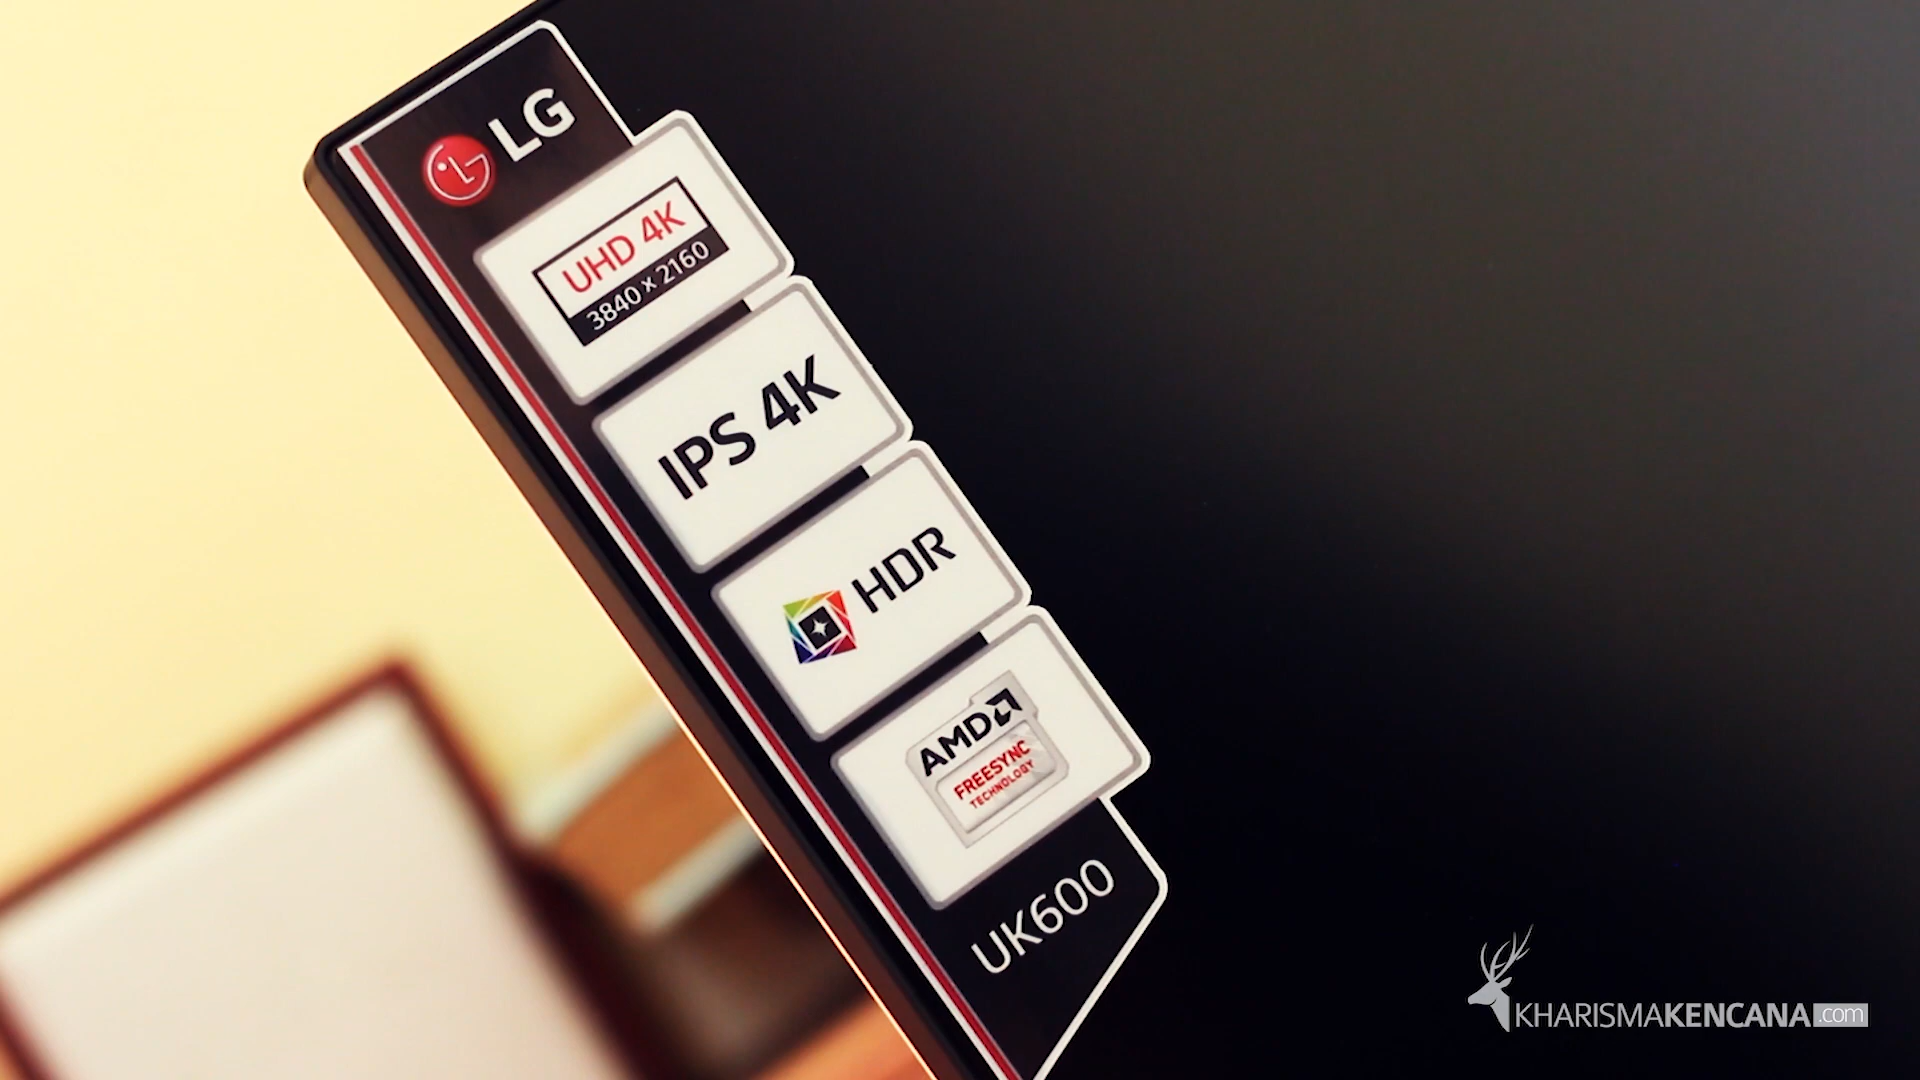 LG
UHD 4K
3840 x 2160
IPS 4K
HDR
AMD
FREESYNC
TECHNOLOGY
UK600
KHARISMAKENCANA.com